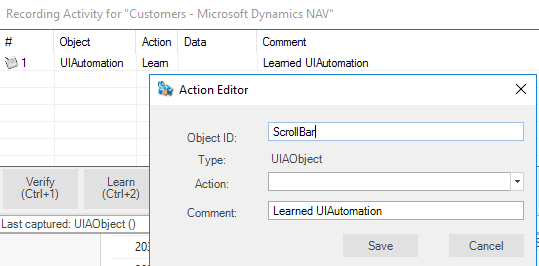 Recording Activity for "Customers - Microsoft Dynamics NAV"
# Object Action Data Comment
1 UIAutomation Learn Learned UIAutomation
Action Editor
Object ID: ScrollBar
Type: UIAObject
Action:
Comment: Learned UIAutomation
Save Cancel
Verify (Ctrl+1)
Learn (Ctrl+2)
Last captured: UIAObject ()